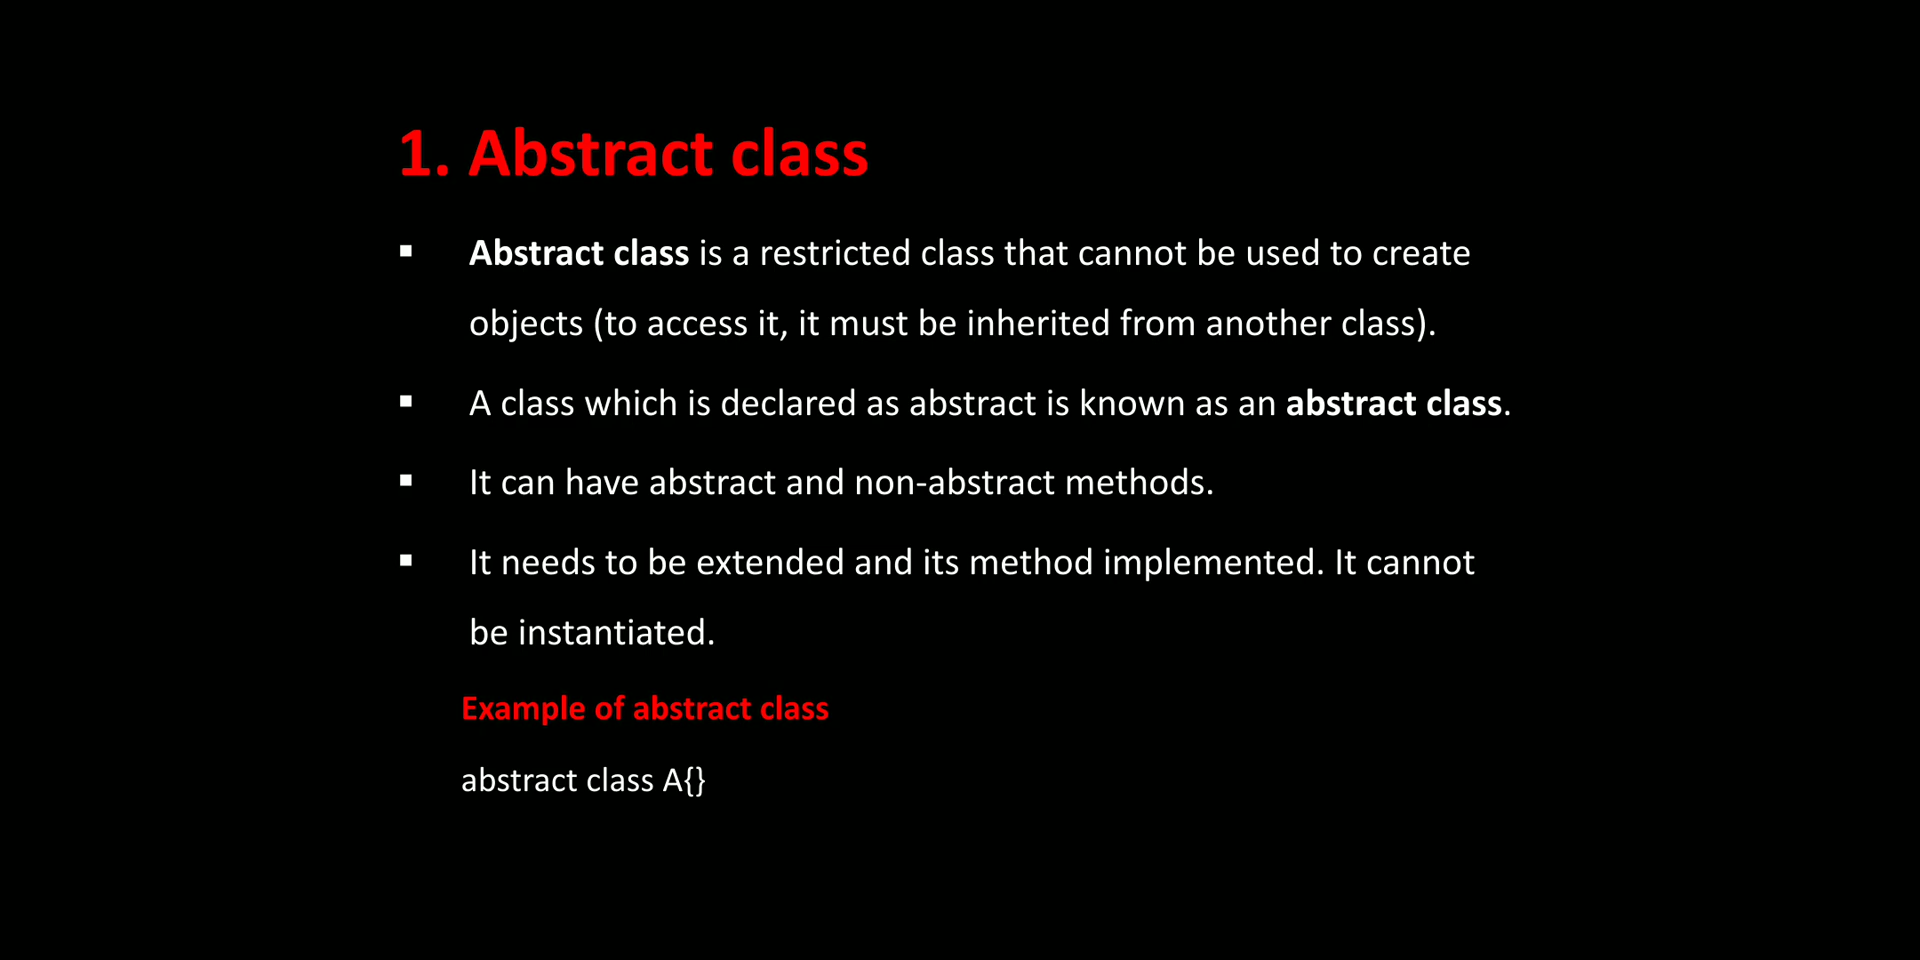 1. Abstract class
▪ Abstract class is a restricted class that cannot be used to create
objects (to access it, it must be inherited from another class).
▪ A class which is declared as abstract is known as an abstract class.
▪ It can have abstract and non-abstract methods.
▪ It needs to be extended and its method implemented. It cannot
be instantiated.
Example of abstract class
abstract class A{}